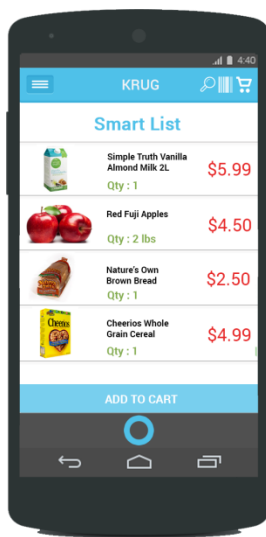 4:40
KRUG
Smart List
Simple Truth Vanilla
Almond Milk 2L
$5.99
Qty : 1
Red Fuji Apples
$4.50
Qty : 2 lbs
Nature's Own
Brown Bread
$2.50
Qty : 1
Cheerios Whole
Grain Cereal
$4.99
Qty : 1
Cheerios
ADD TO CART